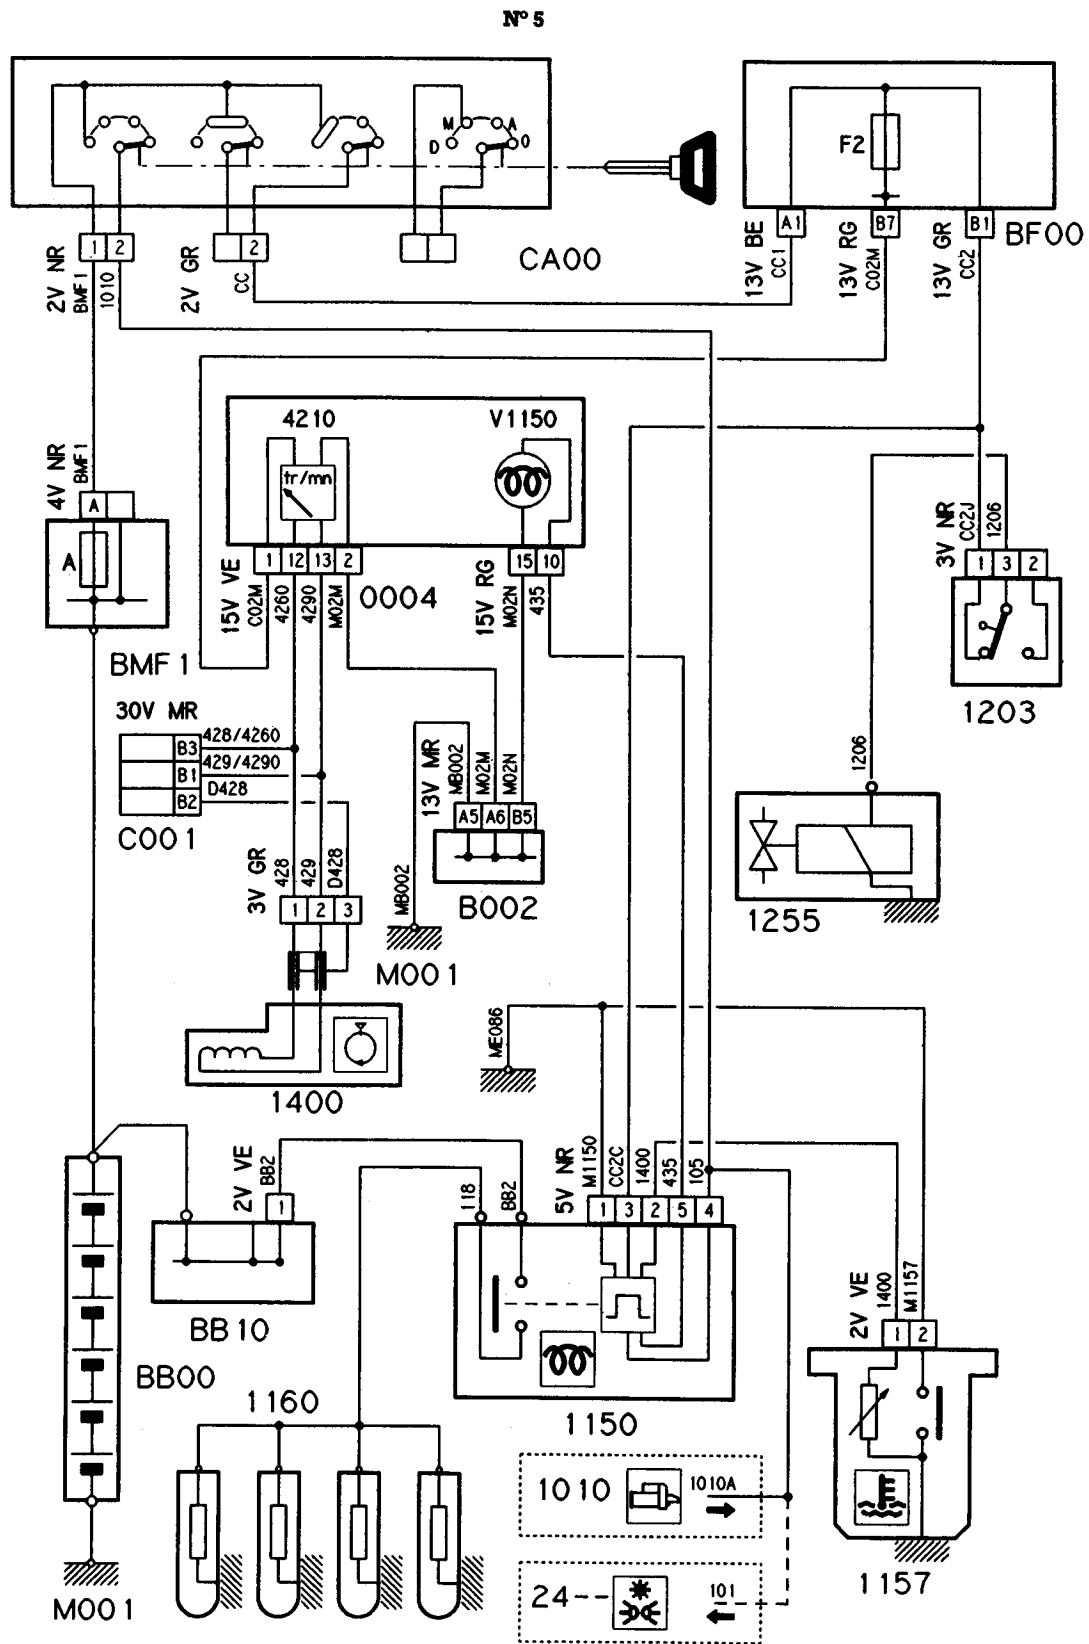 N° 5
M
A
D
O
F2
1
2
2
A1
B7
B1
BF00
CA00
2V NR
BMF1
1010
2V GR
CC
13V BE
CC1
13V RG
C02M
13V GR
CC2
4210
V1150
tr/mn
4V NR
BMF1
A
A
BMF1
15V VE
1
12
13
2
C02M
4260
4290
M02M
0004
15V RG
15
10
M02N
435
3V NR
CC2J
1206
1
3
2
1203
30V MR
B3
428/4260
B1
429/4290
B2
D428
C001
13V MR
MB002
M02M
M02N
A5
A6
B5
B002
1206
1255
3V GR
428
429
D428
1
2
3
MB002
M001
1400
ME086
2V VE
BB2
1
BB10
BB00
118
BB2
5V NR
M1150
CC2C
1400
435
105
1
3
2
5
4
1150
2V VE
1400
M1157
1
2
1157
1160
1010
1010A
24
101
M001